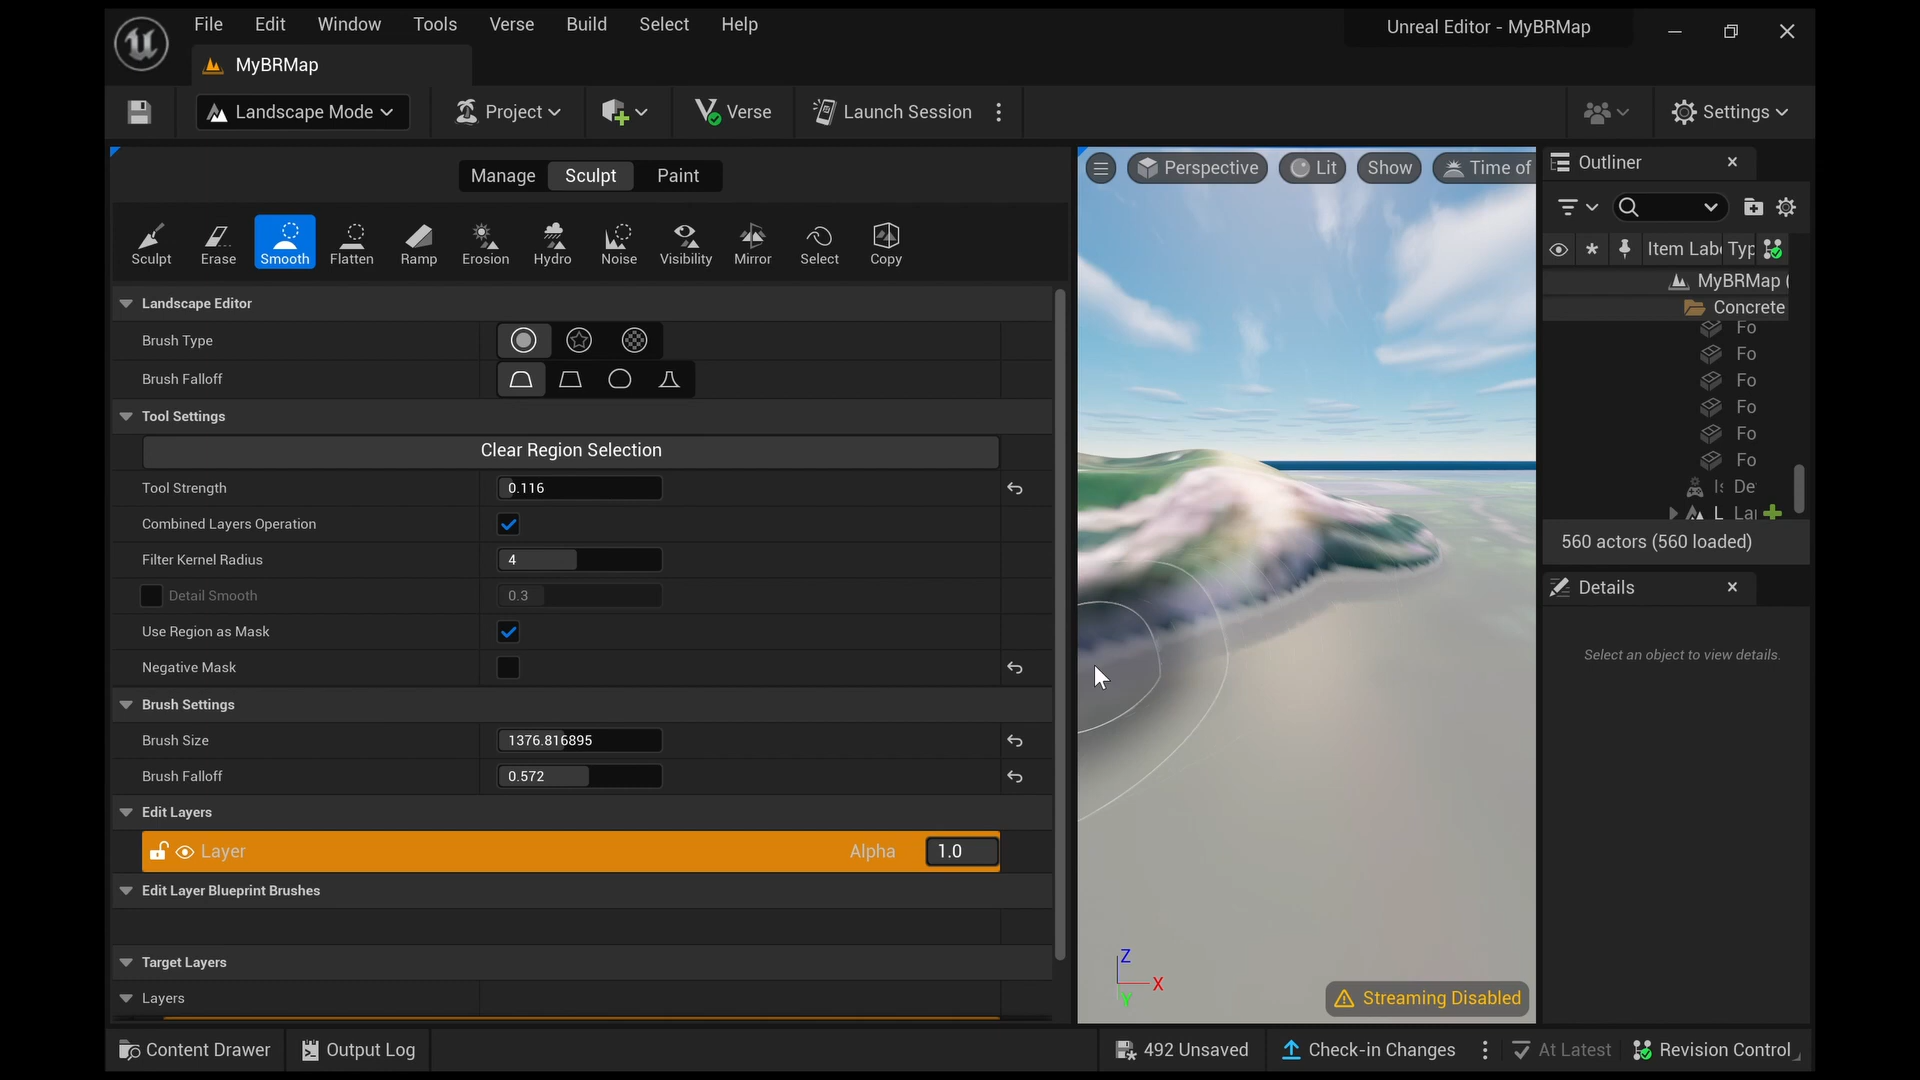 File Edit Window Tools Verse Build Select Help
Unreal Editor - MyBRMap
MyBRMap
Landscape Mode Project Verse Launch Session Settings
Manage Sculpt Paint
Sculpt Erase Smooth Flatten Ramp Erosion Hydro Noise Visibility Mirror Select Copy
Landscape Editor
Brush Type
Brush Falloff
Tool Settings
Clear Region Selection
Tool Strength 0.116
Combined Layers Operation
Filter Kernel Radius 4
Detail Smooth 0.3
Use Region as Mask
Negative Mask
Brush Settings
Brush Size 1376.816895
Brush Falloff 0.572
Edit Layers
Layer Alpha 1.0
Edit Layer Blueprint Brushes
Target Layers
Layers
Perspective Lit Show Time of
Z
X
Y
Streaming Disabled
Outliner
Item Lab Typ
MyBRMap (
Concrete
Fo
Fo
Fo
Fo
Fo
Fo
Is De
L La
560 actors (560 loaded)
Details
Select an object to view details.
Content Drawer Output Log 492 Unsaved Check-in Changes At Latest Revision Control